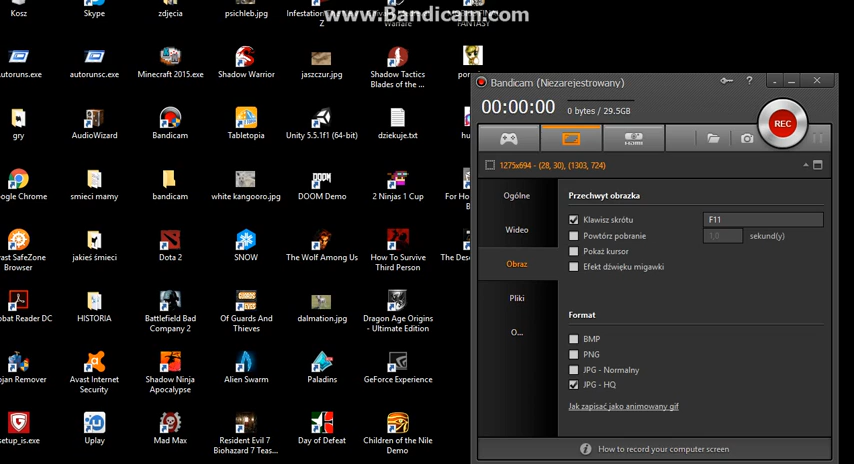 www.Bandicam.com
Kosz
Skype
zdjęcia
psichleb.jpg
Infestation
Z
Warfare
FANTASY
Autoruns.exe
autorunsc.exe
Minecraft 2015.exe
Shadow Warrior
jaszczur.jpg
Shadow Tactics
Blades of the ...
gry
AudioWizard
Bandicam
Tabletopia
Unity 5.5.1f1 (64-bit)
dziekuje.txt
ogle Chrome
smieci mamy
bandicam
white kangooro.jpg
DOOM Demo
2 Ninjas 1 Cup
For Ho
ast SafeZone
Browser
jakieś śmieci
Dota 2
SNOW
The Wolf Among Us
How To Survive
Third Person
The Des
obat Reader DC
HISTORIA
Battlefield Bad
Company 2
Of Guards And
Thieves
dalmation.jpg
Dragon Age Origins
- Ultimate Edition
ojan Remover
Avast Internet
Security
Shadow Ninja
Apocalypse
Alien Swarm
Paladins
GeForce Experience
setup_is.exe
Uplay
Mad Max
Resident Evil 7
Biohazard 7 Teas...
Day of Defeat
Children of the Nile
Demo
Bandicam (Niezarejestrowany)
00:00:00
0 bytes / 29.5GB
REC
HDMI
1275x694 - (28, 30), (1303, 724)
Ogólne
Wideo
Obraz
Pliki
O...
Przechwyt obrazka
Klawisz skrótu
F11
Powtórz pobranie
1,0
sekund(y)
Pokaż kursor
Efekt dźwięku migawki
Format
BMP
PNG
JPG - Normalny
JPG - HQ
Jak zapisać jako animowany gif
How to record your computer screen